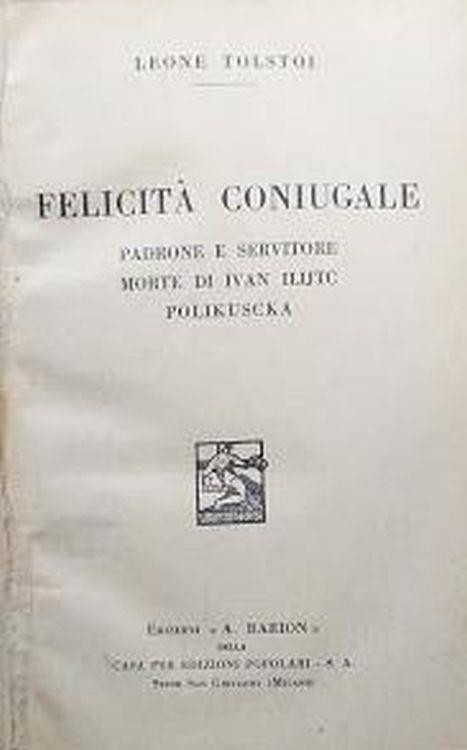 LEONE TOLSTOI
FELICITÀ CONIUGALE
PADRONE E SERVITORE
MORTE DI IVAN ILIJTC
POLIKUSCKA
EDIZIONI « A. BARION »
DELLA
CASA PER EDIZIONI POPOLARI - S. A.
SESTO SAN GIOVANNI (MILANO)